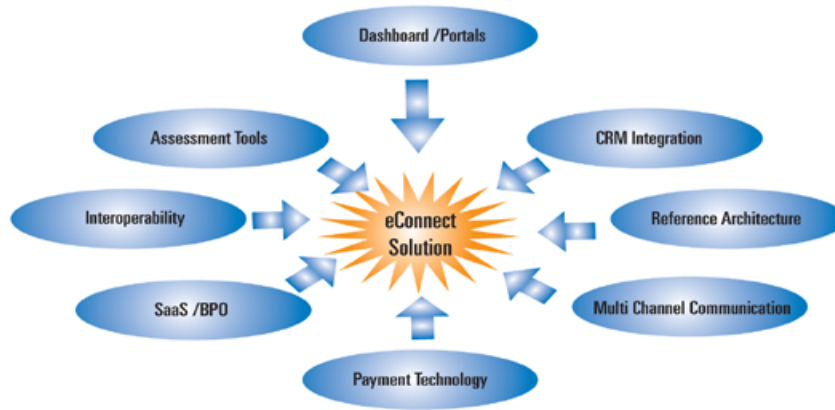 Dashboard /Portals
Assessment Tools
CRM Integration
Interoperability
eConnect
Solution
Reference Architecture
SaaS /BPO
Multi Channel Communication
Payment Technology